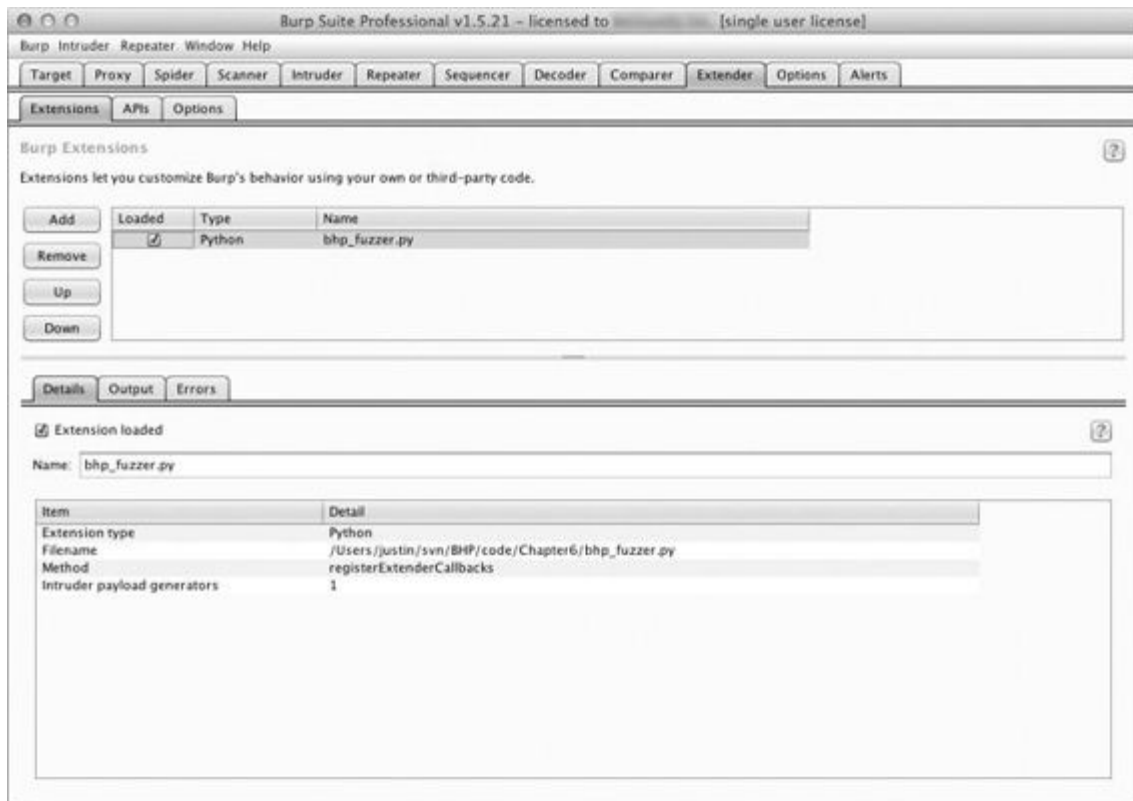 Burp Suite Professional v1.5.21 – licensed to [single user license]
Burp Intruder Repeater Window Help
Target Proxy Spider Scanner Intruder Repeater Sequencer Decoder Comparer Extender Options Alerts
Extensions APIs Options
Burp Extensions
?
Extensions let you customize Burp's behavior using your own or third-party code.
Add Loaded Type Name
Python bhp_fuzzer.py
Remove
Up
Down
Details Output Errors
Extension loaded
?
Name: bhp_fuzzer.py
Item Detail
Extension type Python
Filename /Users/justin/svn/BHP/code/Chapter6/bhp_fuzzer.py
Method registerExtenderCallbacks
Intruder payload generators 1